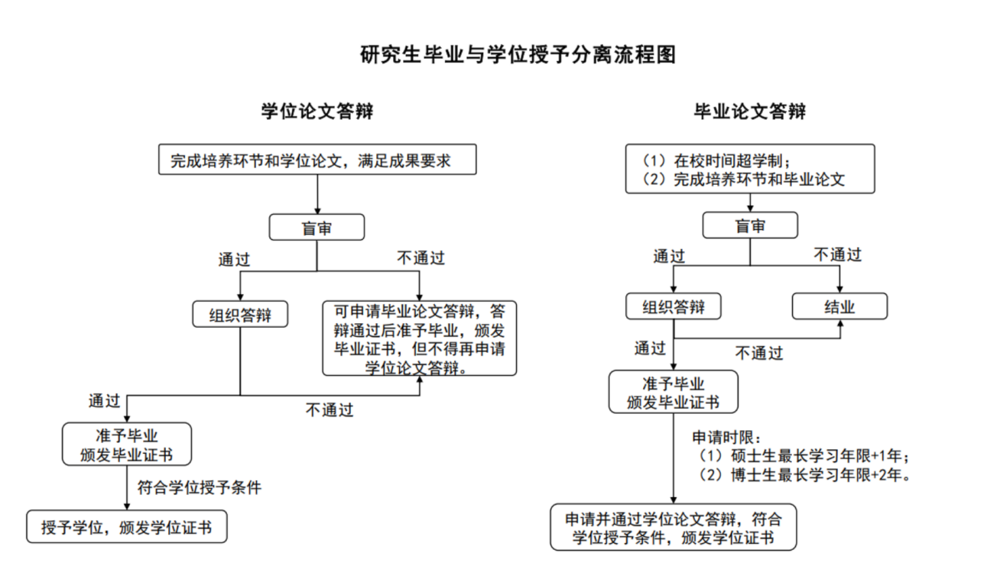 研究生毕业与学位授予分离流程图
学位论文答辩
完成培养环节和学位论文，满足成果要求
盲审
通过
不通过
组织答辩
可申请毕业论文答辩，答
辩通过后准予毕业，颁发
毕业证书，但不得再申请
学位论文答辩。
通过
不通过
准予毕业
颁发毕业证书
符合学位授予条件
授予学位，颁发学位证书
毕业论文答辩
（1）在校时间超学制；
（2）完成培养环节和毕业论文
盲审
通过
不通过
组织答辩
结业
通过
不通过
准予毕业
颁发毕业证书
申请时限：
（1）硕士生最长学习年限+1年；
（2）博士生最长学习年限+2年。
申请并通过学位论文答辩，符合
学位授予条件，颁发学位证书